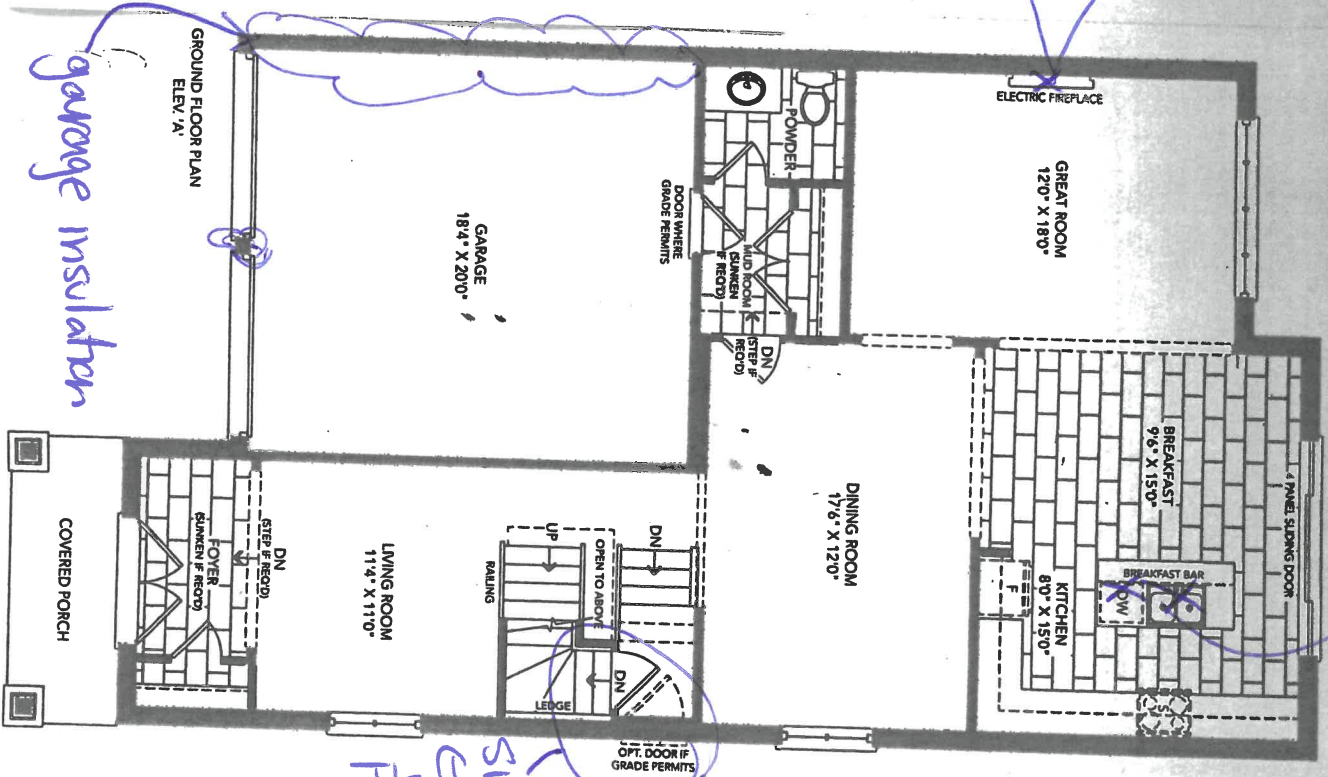 ELECTRIC FIREPLACE
GREAT ROOM
12'0" X 18'0"
POWDER
DOOR WHERE
GRADE PERMITS
MUD ROOM
(SUNKEN
IF REQ'D)
DN
(STEP IF
REQ'D)
GARAGE
18'4" X 20'0"
GROUND FLOOR PLAN
ELEV. 'A'
garange insulation
4 PANEL SLIDING DOOR
BREAKFAST
9'6" X 15'0"
BREAKFAST BAR
DW
KITCHEN
8'0" X 15'0"
F
S
DINING ROOM
17'6" X 12'0"
DN
UP
OPEN TO ABOVE
RAILING
DN
LEDGE
OPT. DOOR IF
GRADE PERMITS
LIVING ROOM
11'4" X 11'0"
DN
(STEP IF REQ'D)
FOYER
(SUNKEN IF REQ'D)
COVERED PORCH